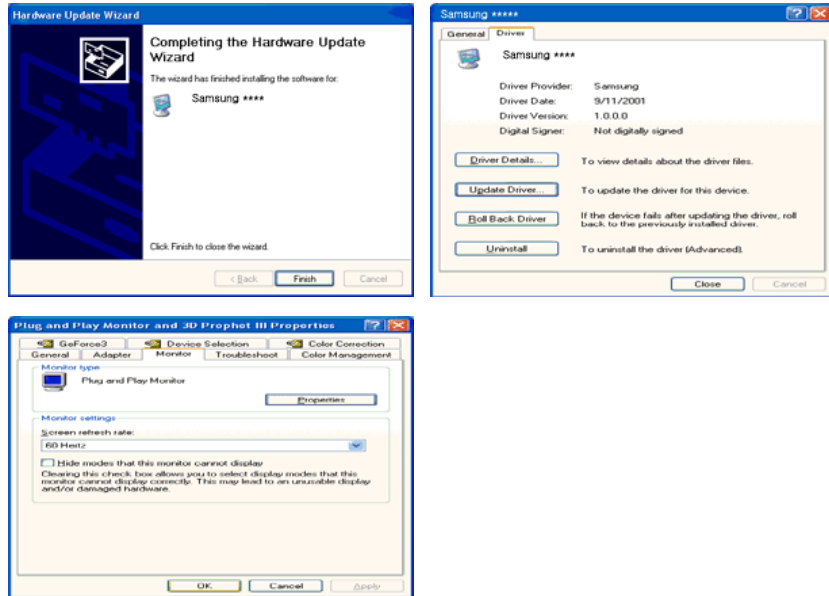 Hardware Update Wizard
Completing the Hardware Update
Wizard
The wizard has finished installing the software for:
Samsung ****
Click Finish to close the wizard.
< Back
Finish
Cancel
Samsung *****
General
Driver
Samsung ****
Driver Provider: Samsung
Driver Date: 9/11/2001
Driver Version: 1.0.0.0
Digital Signer: Not digitally signed
Driver Details...
To view details about the driver files.
Update Driver...
To update the driver for this device.
Roll Back Driver
If the device fails after updating the driver, roll
back to the previously installed driver.
Uninstall
To uninstall the driver (Advanced).
Close
Cancel
Plug and Play Monitor and 3D Prophet III Properties
GeForce3
Device Selection
Color Correction
General
Adapter
Monitor
Troubleshoot
Color Management
Monitor type
Plug and Play Monitor
Properties
Monitor settings
Screen refresh rate:
60 Hertz
Hide modes that this monitor cannot display
Clearing this check box allows you to select display modes that this
monitor cannot display correctly. This may lead to an unusable display
and/or damaged hardware.
OK
Cancel
Apply